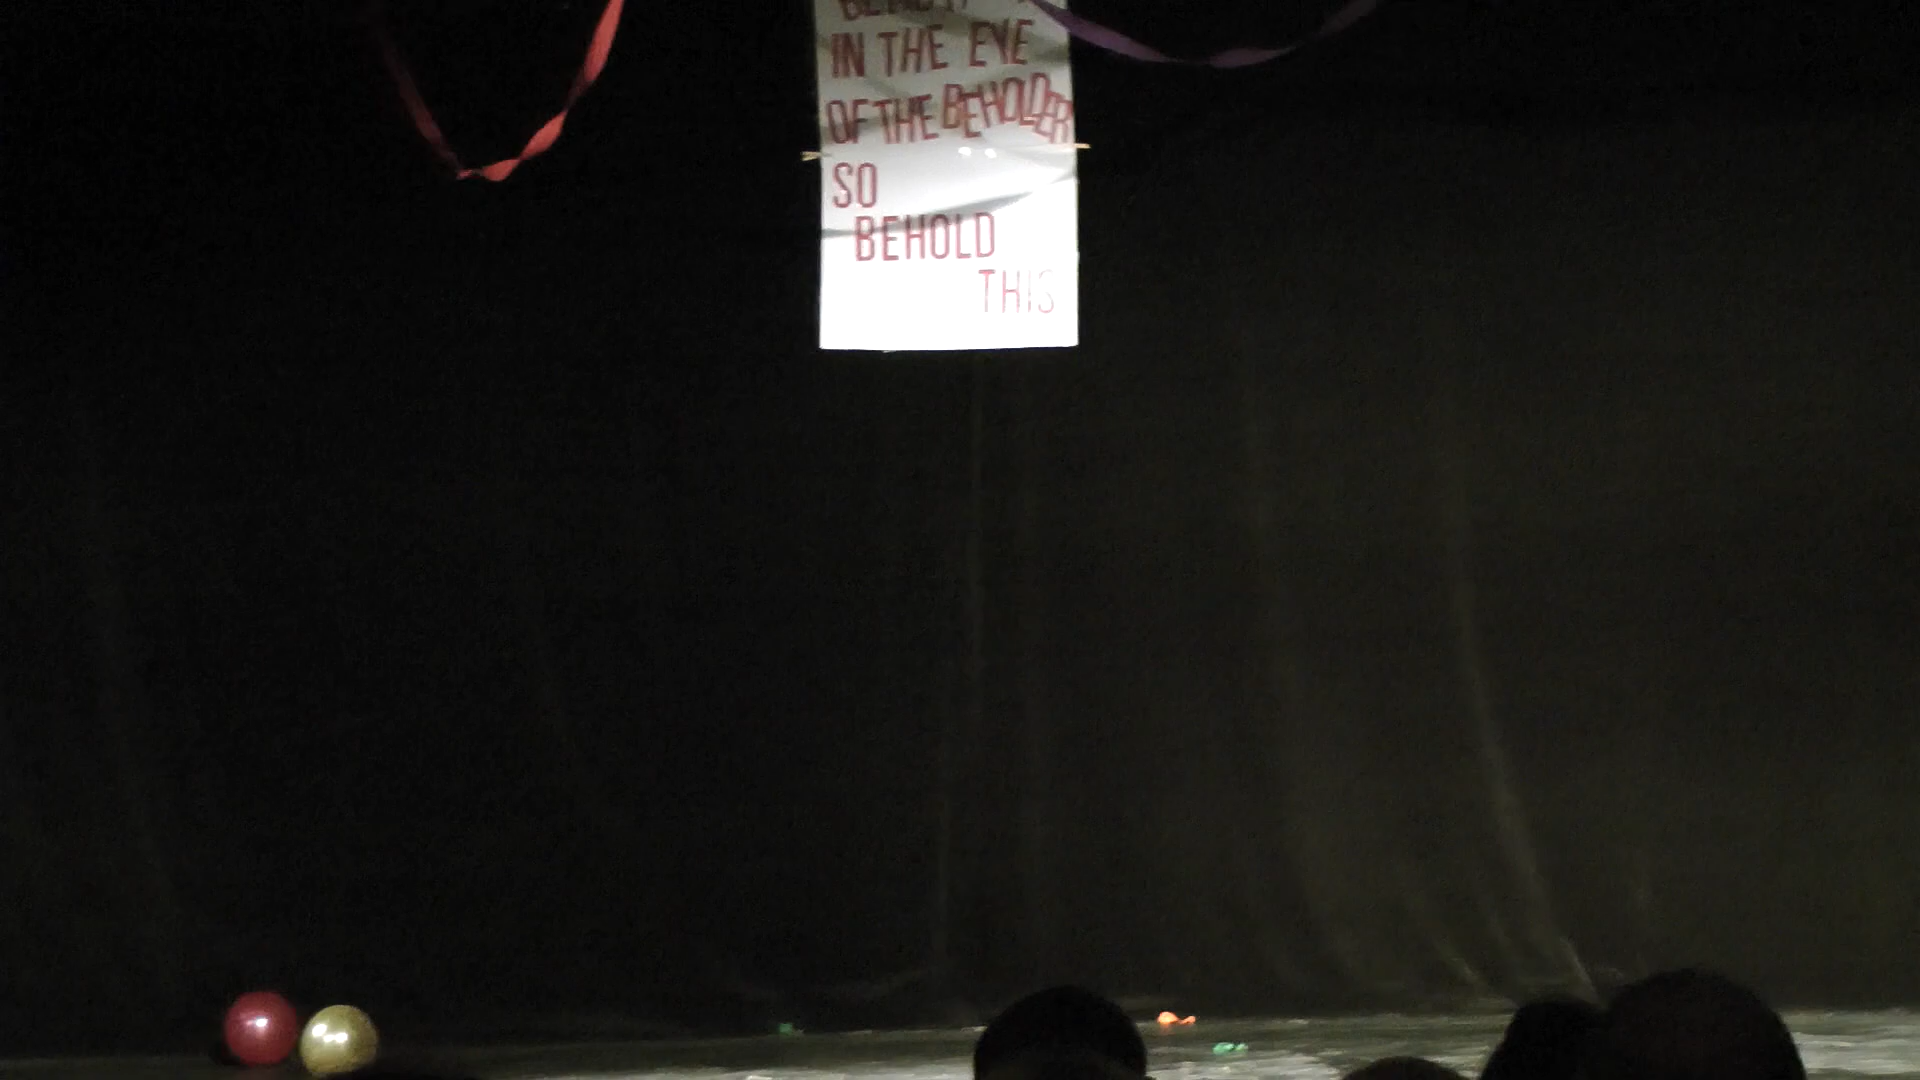 IN THE EYE
OF THE BEHOLDER
SO
BEHOLD
THIS